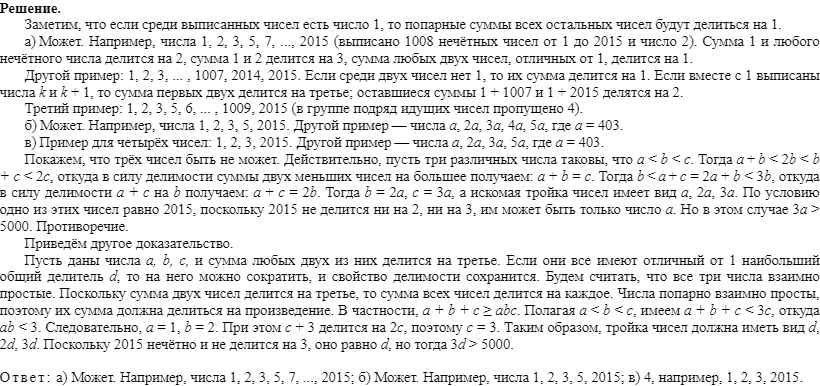 Решение.
Заметим, что если среди выписанных чисел есть число 1, то попарные суммы всех остальных чисел будут делиться на 1.
а) Может. Например, числа 1, 2, 3, 5, 7, ..., 2015 (выписано 1008 нечётных чисел от 1 до 2015 и число 2). Сумма 1 и любого
нечётного числа делится на 2, сумма 1 и 2 делится на 3, сумма любых двух чисел, отличных от 1, делится на 1.
Другой пример: 1, 2, 3, ... , 1007, 2014, 2015. Если среди двух чисел нет 1, то их сумма делится на 1. Если вместе с 1 выписаны
числа k и k + 1, то сумма первых двух делится на третье; оставшиеся суммы 1 + 1007 и 1 + 2015 делятся на 2.
Третий пример: 1, 2, 3, 5, 6, ... , 1009, 2015 (в группе подряд идущих чисел пропущено 4).
б) Может. Например, числа 1, 2, 3, 5, 2015. Другой пример — числа a, 2a, 3a, 4a, 5a, где a = 403.
в) Пример для четырёх чисел: 1, 2, 3, 2015. Другой пример — числа a, 2a, 3a, 5a, где a = 403.
Покажем, что трёх чисел быть не может. Действительно, пусть три различных числа таковы, что a < b < c. Тогда a + b < 2b < b
+ c < 2c, откуда в силу делимости суммы двух меньших чисел на большее получаем: a + b = c. Тогда b < a + c = 2a + b < 3b, откуда
в силу делимости a + c на b получаем: a + c = 2b. Тогда b = 2a, c = 3a, а искомая тройка чисел имеет вид a, 2a, 3a. По условию
одно из этих чисел равно 2015, поскольку 2015 не делится ни на 2, ни на 3, им может быть только число a. Но в этом случае 3a >
5000. Противоречие.
Приведём другое доказательство.
Пусть даны числа a, b, c, и сумма любых двух из них делится на третье. Если они все имеют отличный от 1 наибольший
общий делитель d, то на него можно сократить, и свойство делимости сохранится. Будем считать, что все три числа взаимно
простые. Поскольку сумма двух чисел делится на третье, то сумма всех чисел делится на каждое. Числа попарно взаимно просты,
поэтому их сумма должна делиться на произведение. В частности, a + b + c ≥ abc. Полагая a < b < c, имеем a + b + c < 3c, откуда
ab < 3. Следовательно, a = 1, b = 2. При этом c + 3 делится на 2c, поэтому c = 3. Таким образом, тройка чисел должна иметь вид d,
2d, 3d. Поскольку 2015 нечётно и не делится на 3, оно равно d, но тогда 3d > 5000.
Ответ: а) Может. Например, числа 1, 2, 3, 5, 7, ..., 2015; б) Может. Например, числа 1, 2, 3, 5, 2015; в) 4, например, 1, 2, 3, 2015.